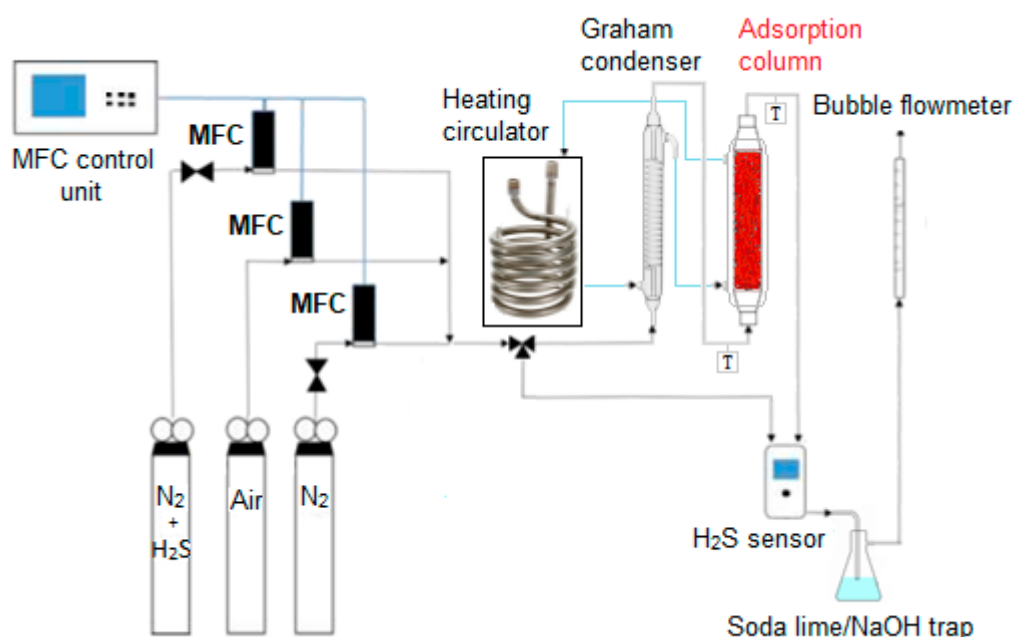 Graham
condenser
Adsorption
column
Heating
circulator
Bubble flowmeter
T
MFC
MFC control
unit
MFC
MFC
T
N2
+
H2S
Air
N2
H2S sensor
Soda lime/NaOH trap